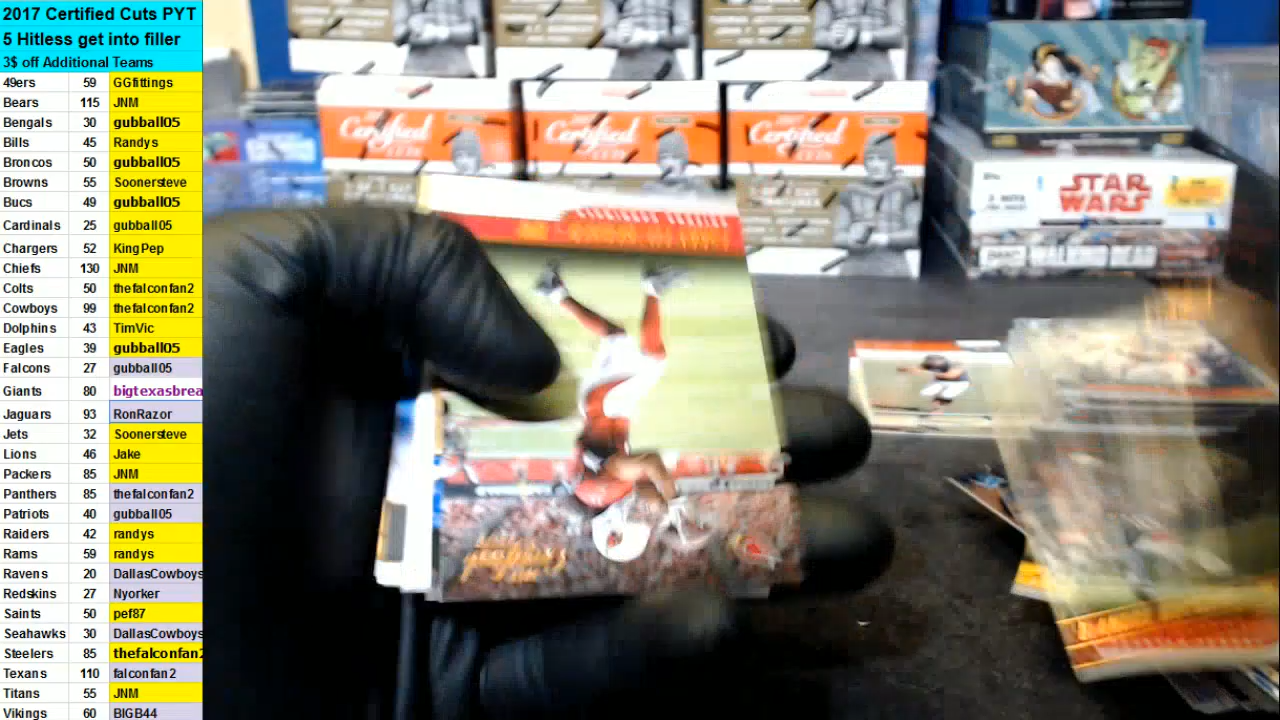 2017 Certified Cuts PYT
5 Hitless get into filler
3$ off Additional Teams
49ers 59 GGfittings
Bears 115 JNM
Bengals 30 gubball05
Bills 45 Randys
Broncos 50 gubball05
Browns 55 Soonersteve
Bucs 49 gubball05
Cardinals 25 gubball05
Chargers 52 KingPep
Chiefs 130 JNM
Colts 50 thefalconfan2
Cowboys 99 thefalconfan2
Dolphins 43 TimVic
Eagles 39 gubball05
Falcons 27 gubball05
Giants 80 bigtexasbrea
Jaguars 93 RonRazor
Jets 32 Soonersteve
Lions 46 Jake
Packers 85 JNM
Panthers 85 thefalconfan2
Patriots 40 gubball05
Raiders 42 randys
Rams 59 randys
Ravens 20 DallasCowboys
Redskins 27 Nyorker
Saints 50 pef87
Seahawks 30 DallasCowboys
Steelers 85 thefalconfan2
Texans 110 falconfan2
Titans 55 JNM
Vikings 60 BIGB44
Certified
Certified
Certified
STAR
WARS
WALKING DEAD